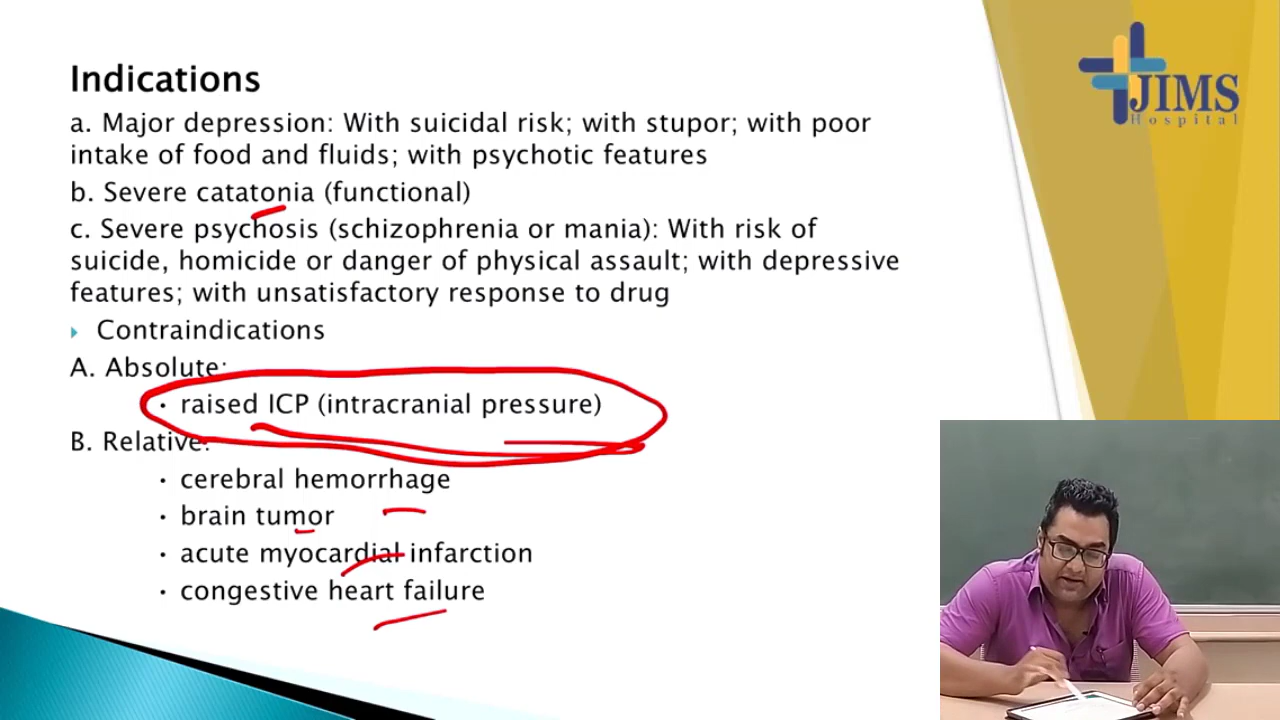 Indications
a. Major depression: With suicidal risk; with stupor; with poor
intake of food and fluids; with psychotic features
b. Severe catatonia (functional)
c. Severe psychosis (schizophrenia or mania): With risk of
suicide, homicide or danger of physical assault; with depressive
features; with unsatisfactory response to drug
Contraindications
A. Absolute:
• raised ICP (intracranial pressure)
B. Relative:
• cerebral hemorrhage
• brain tumor
• acute myocardial infarction
• congestive heart failure
JIMS
Hospital